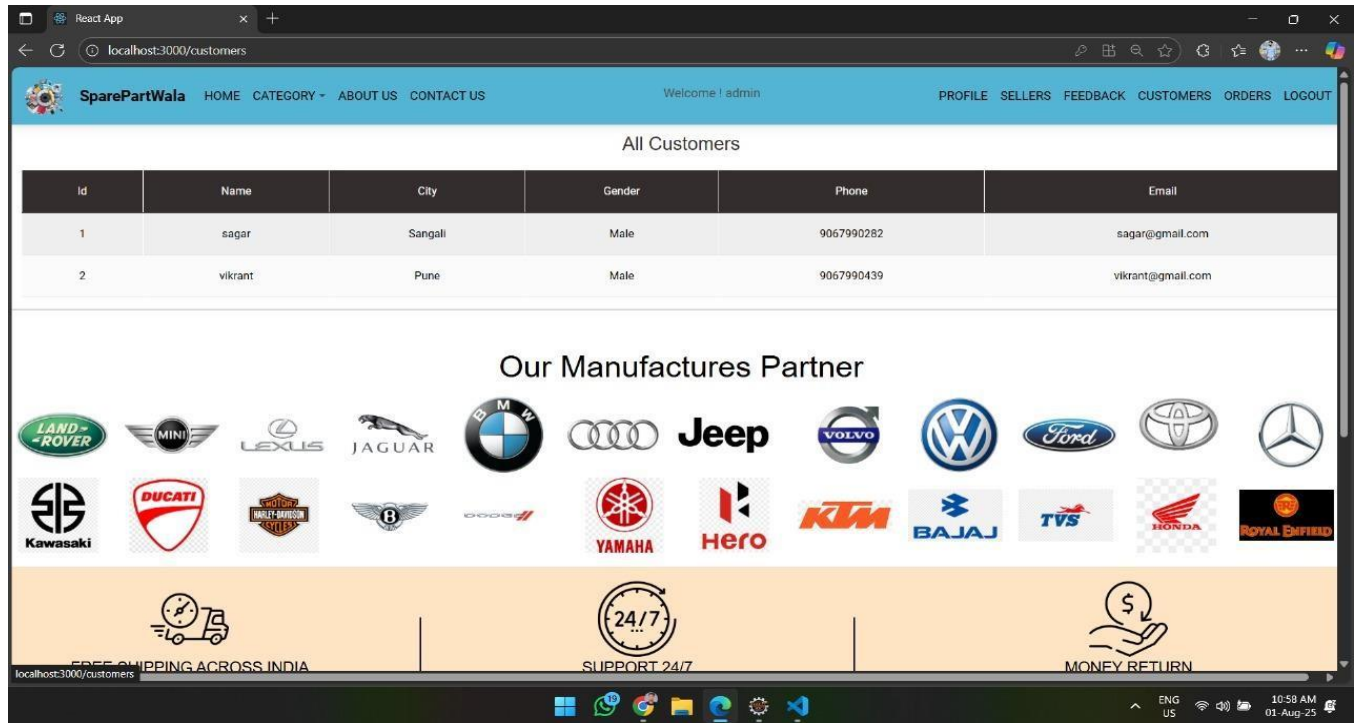 React App
localhost:3000/customers
SparePartWala HOME CATEGORY ABOUT US CONTACT US Welcome ! admin PROFILE SELLERS FEEDBACK CUSTOMERS ORDERS LOGOUT
All Customers
Id Name City Gender Phone Email
1 sagar Sangali Male 9067990282 sagar@gmail.com
2 vikrant Pune Male 9067990439 vikrant@gmail.com
Our Manufactures Partner
LAND-ROVER MINI LEXUS JAGUAR BMW Jeep VOLVO Ford
Kawasaki DUCATI MOTOR HARLEY-DAVIDSON CYCLES B DODGE YAMAHA Hero KTM BAJAJ TVS HONDA ROYAL ENFIELD
24/7 $
FREE SHIPPING ACROSS INDIA SUPPORT 24/7 MONEY RETURN
localhost:3000/customers
19
ENG 10:58 AM
US 01-Aug-25